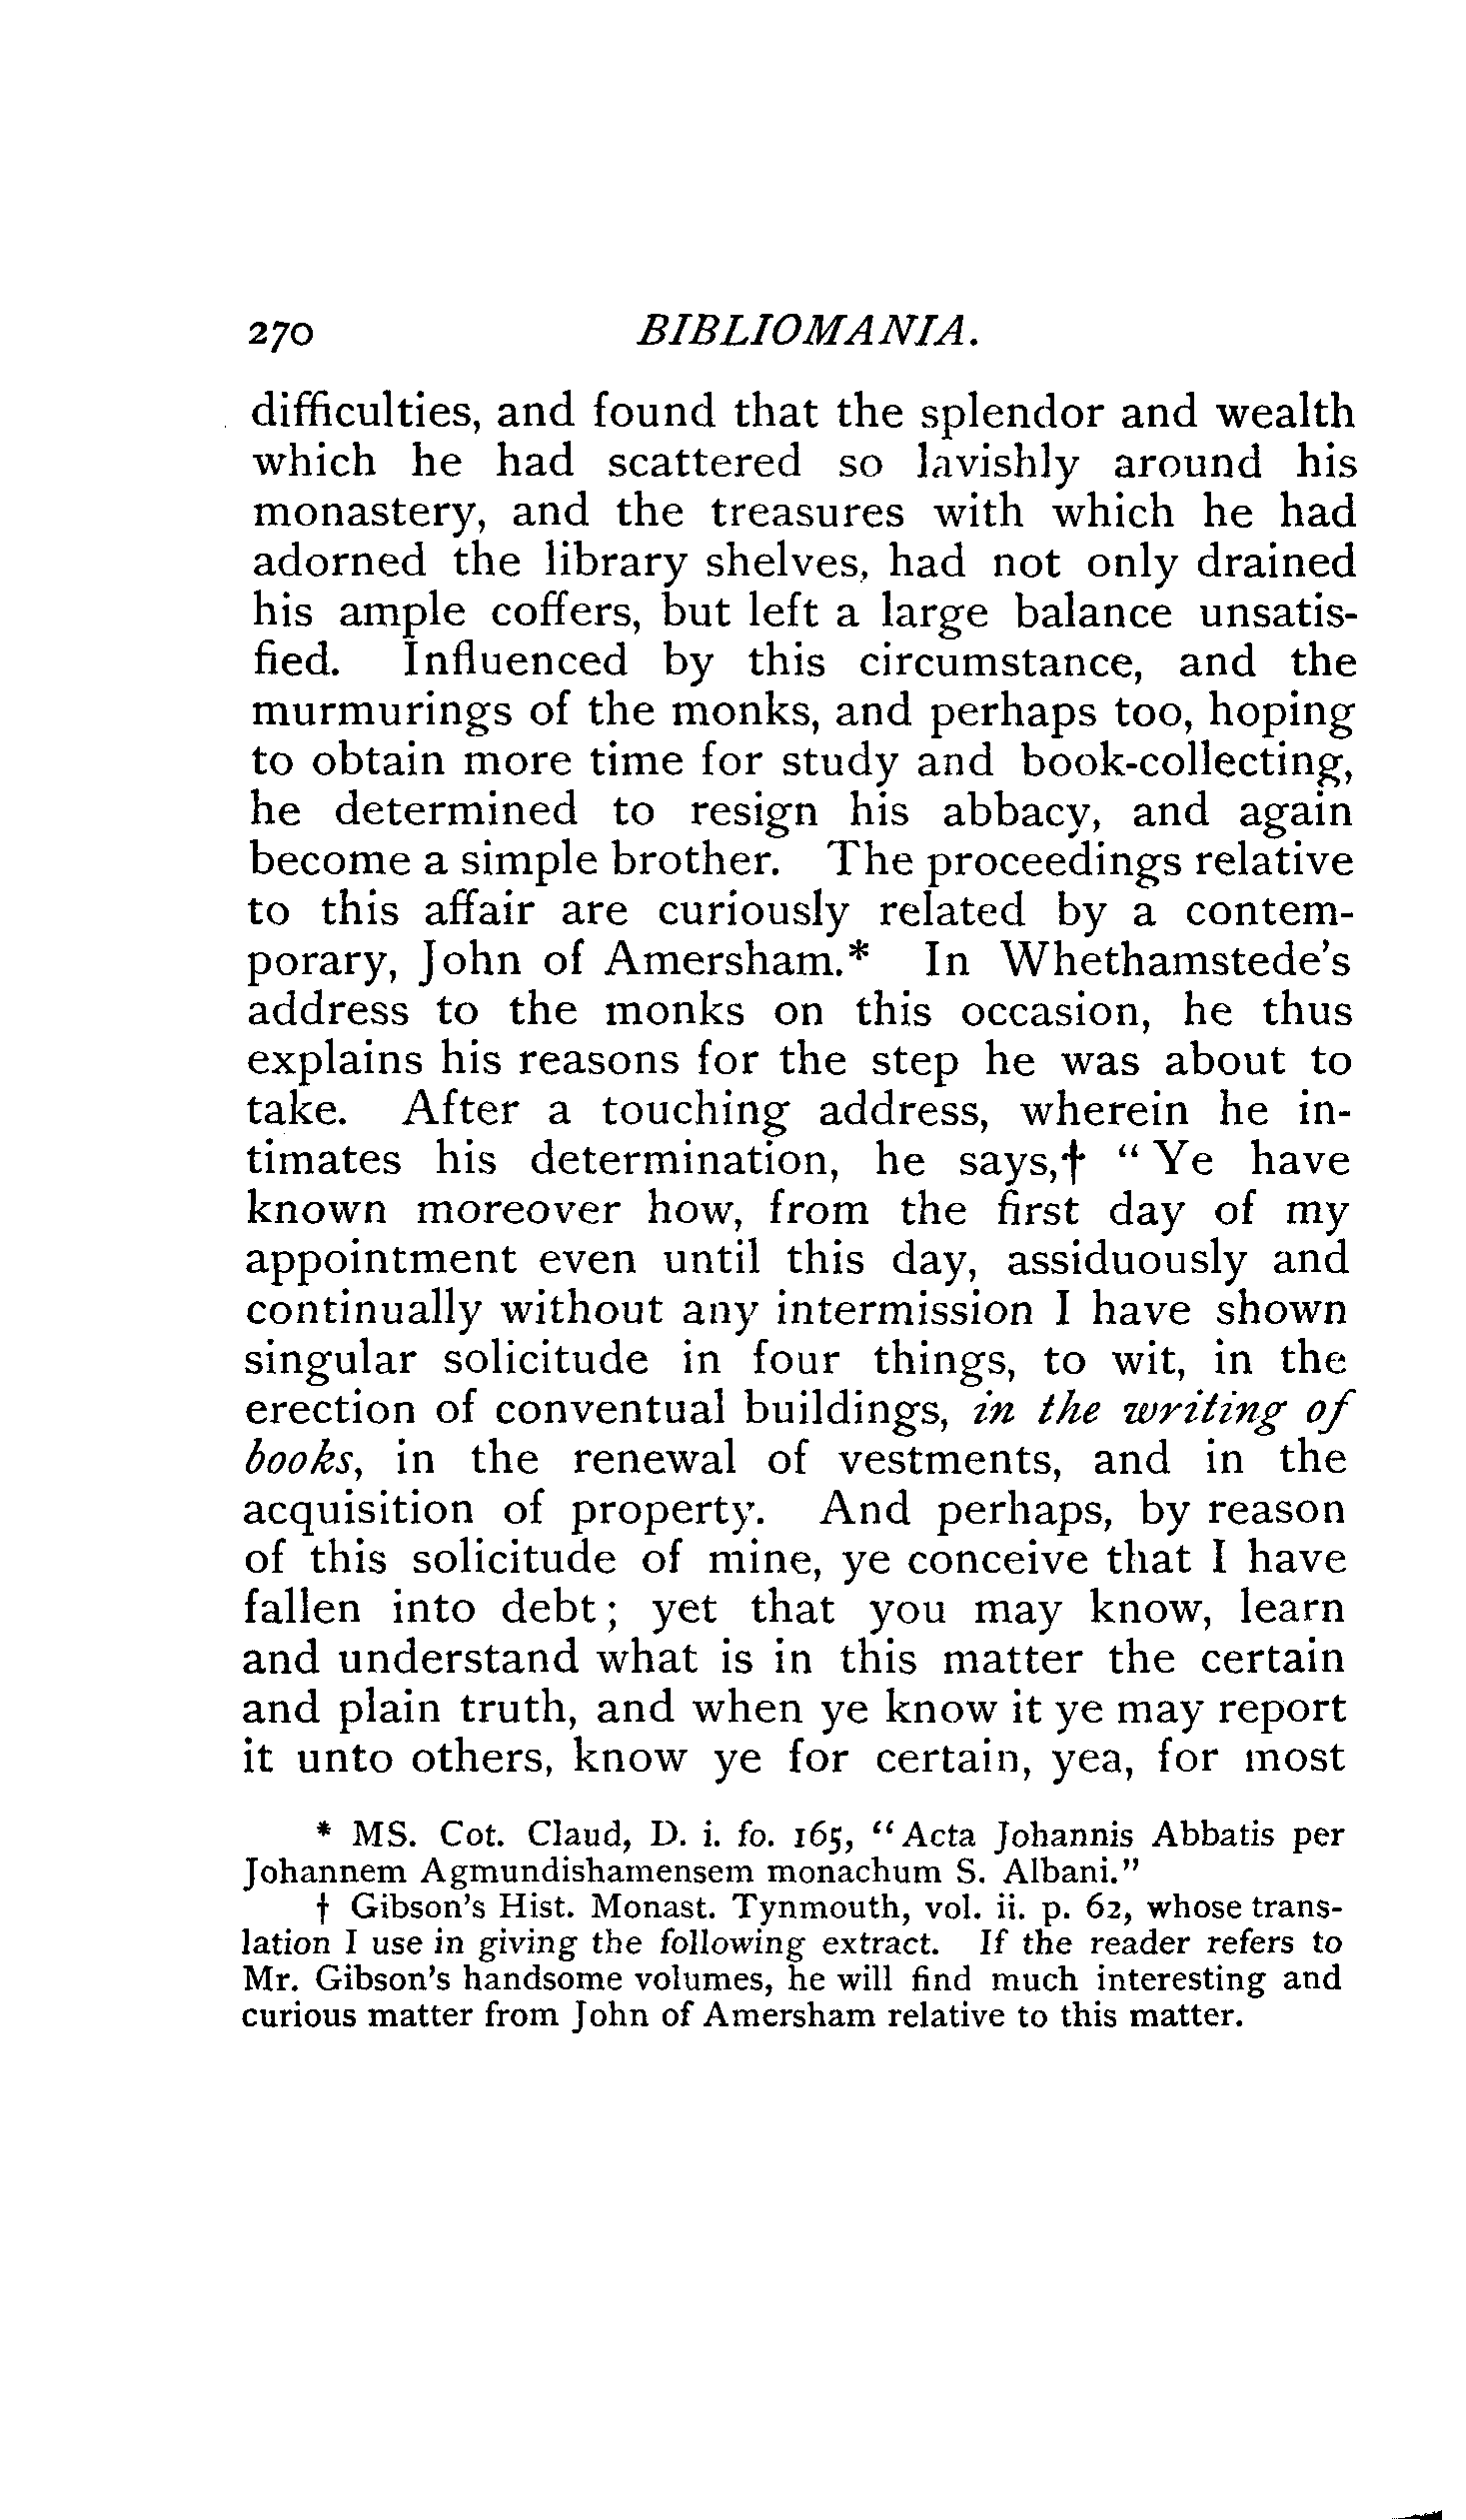 270 BIBLIOMANIA.
difficulties, and found that the splendor and wealth
which he had scattered so lavishly around his
monastery, and the treasures with which he had
adorned the library shelves, had not only drained
his ample coffers, but left a large balance unsatis-
fied. Influenced by this circumstance, and the
murmurings of the monks, and perhaps too, hoping
to obtain more time for study and book-collecting,
he determined to resign his abbacy, and again
become a simple brother. The proceedings relative
to this affair are curiously related by a contem-
porary, John of Amersham.* In Whethamstede's
address to the monks on this occasion, he thus
explains his reasons for the step he was about to
take. After a touching address, wherein he in-
timates his determination, he says,† "Ye have
known moreover how, from the first day of my
appointment even until this day, assiduously and
continually without any intermission I have shown
singular solicitude in four things, to wit, in the
erection of conventual buildings, in the writing of
books, in the renewal of vestments, and in the
acquisition of property. And perhaps, by reason
of this solicitude of mine, ye conceive that I have
fallen into debt; yet that you may know, learn
and understand what is in this matter the certain
and plain truth, and when ye know it ye may report
it unto others, know ye for certain, yea, for most
* MS. Cot. Claud, D. i. fo. 165, "Acta Johannis Abbatis per
Johannem Agmundishamensem monachum S. Albani."
† Gibson's Hist. Monast. Tynmouth, vol. ii. p. 62, whose trans-
lation I use in giving the following extract. If the reader refers to
Mr. Gibson's handsome volumes, he will find much interesting and
curious matter from John of Amersham relative to this matter.